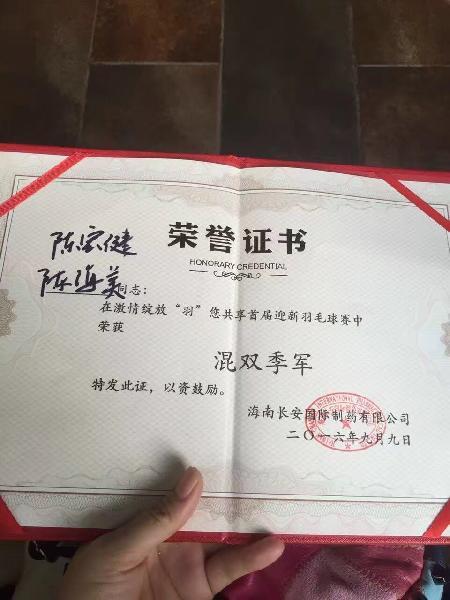 荣誉证书
HONORARY CREDENTIAL
陈宏健
陈海美同志：
在激情绽放“羽”您共享首届迎新羽毛球赛中
荣获
混双季军
特发此证，以资鼓励。
海南长安国际制药有限公司
二〇一六年九月九日